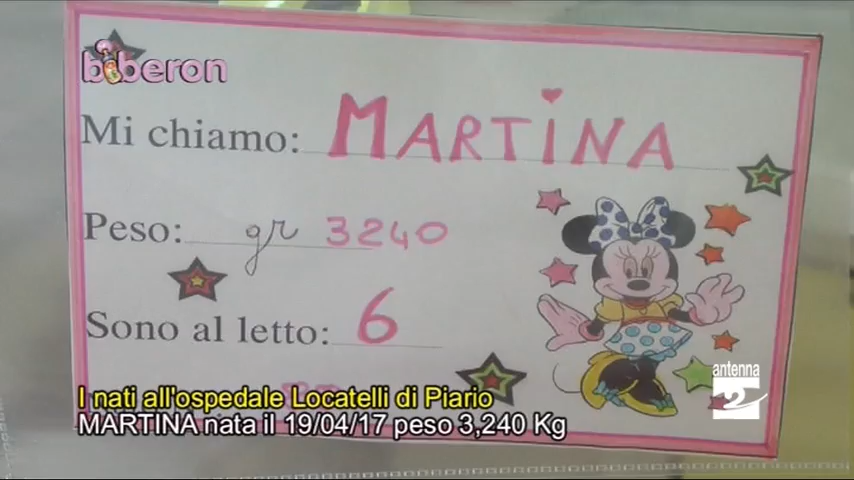 biberon
Mi chiamo: MARTINA
Peso: gr 3240
Sono al letto: 6
antenna
2
I nati all'ospedale Locatelli di Piario
MARTINA nata il 19/04/17 peso 3,240 Kg